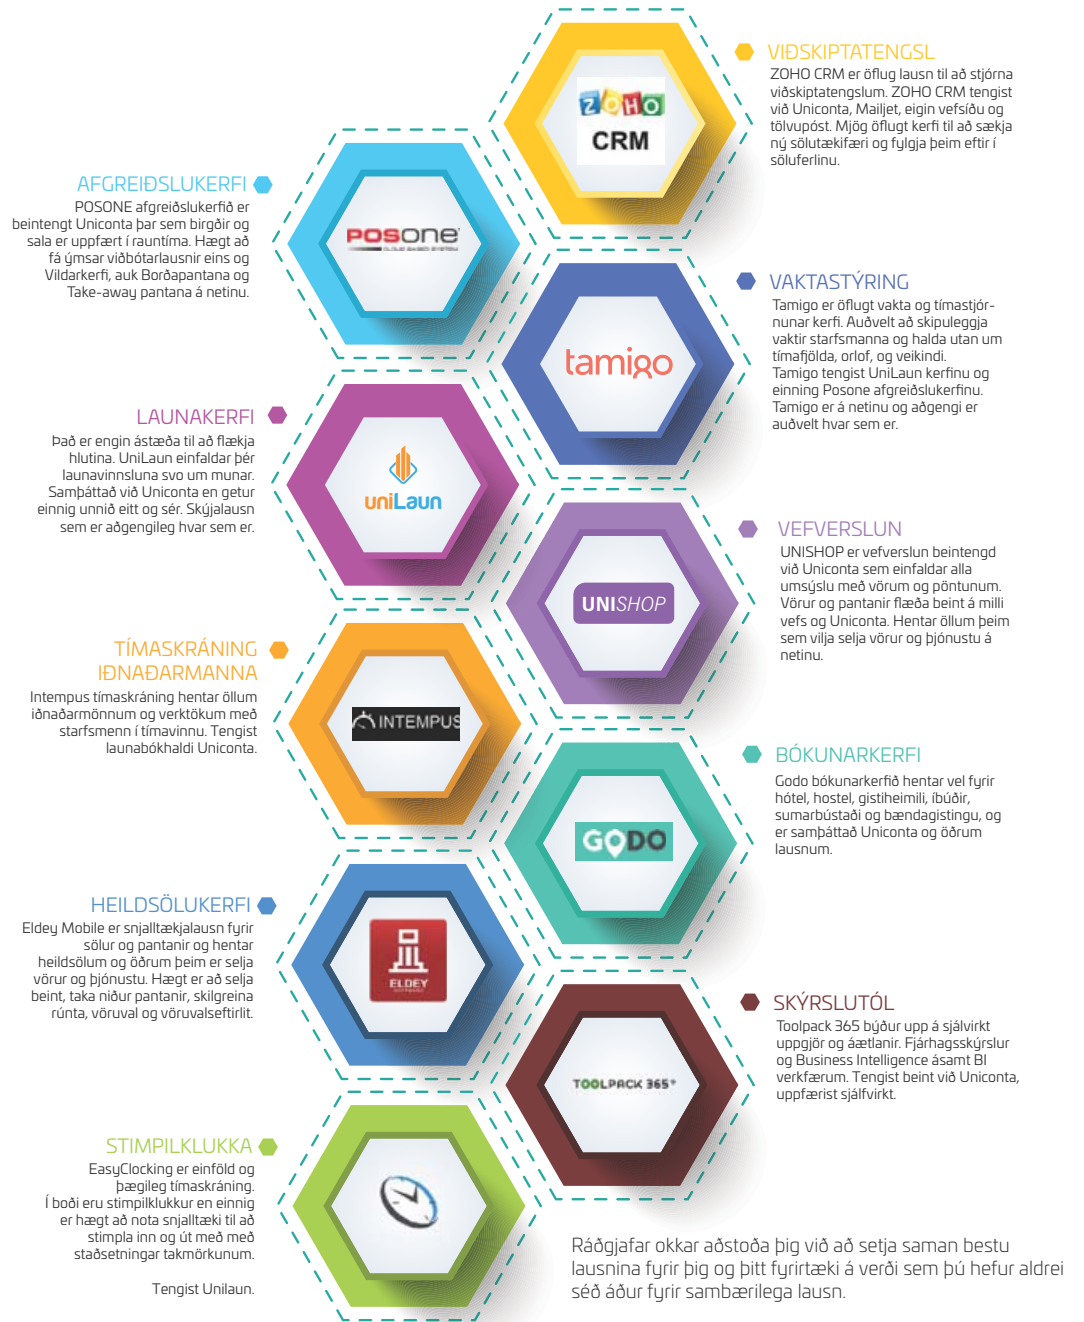 VIÐSKIPTATENGSL
ZOHO CRM er öflug lausn til að stjórna
viðskiptatengslum. ZOHO CRM tengist
við Uniconta, Mailjet, eigin vefsíðu og
tölvupóst. Mjög öflugt kerfi til að sækja
ný sölutækifæri og fylgja þeim eftir í
söluferlinu.
ZOHO
CRM
AFGREIÐSLUKERFI
POSONE afgreiðslukerfið er
beintengt Uniconta þar sem birgðir og
sala er uppfært í rauntíma. Hægt að
fá ýmsar viðbótarlausnir eins og
Vildarkerfi, auk Borðapantana og
Take-away pantana á netinu.
POSONE
CLOUD BASED SYSTEM
VAKTASTÝRING
Tamigo er öflugt vakta og tímastjór-
nunar kerfi. Auðvelt að skipuleggja
vaktir starfsmanna og halda utan um
tímafjölda, orlof, og veikindi.
Tamigo tengist UniLaun kerfinu og
einning Posone afgreiðslukerfinu.
Tamigo er á netinu og aðgengi er
auðvelt hvar sem er.
tamigo
LAUNAKERFI
Það er engin ástæða til að flækja
hlutina. UniLaun einfaldar þér
launavinnsluna svo um munar.
Samþáttað við Uniconta en getur
einnig unnið eitt og sér. Skýjalausn
sem er aðgengileg hvar sem er.
uniLaun
VEFVERSLUN
UNISHOP er vefverslun beintengd
við Uniconta sem einfaldar alla
umsýslu með vörum og pöntunum.
Vörur og pantanir flæða beint á milli
vefs og Uniconta. Hentar öllum þeim
sem vilja selja vörur og þjónustu á
netinu.
UNISHOP
TÍMASKRÁNING
IÐNAÐARMANNA
Intempus tímaskráning hentar öllum
iðnaðarmönnum og verktökum með
starfsmenn í tímavinnu. Tengist
launabókhaldi Uniconta.
INTEMPUS
BÓKUNARKERFI
Godo bókunarkerfið hentar vel fyrir
hótel, hostel, gistiheimili, íbúðir,
sumarbústaði og bændagistingu, og
er samþáttað Uniconta og öðrum
lausnum.
GODO
HEILDSÖLUKERFI
Eldey Mobile er snjalltækjalausn fyrir
sölur og pantanir og hentar
heildsölum og öðrum þeim er selja
vörur og þjónustu. Hægt er að selja
beint, taka niður pantanir, skilgreina
rúnta, vöruval og vöruvalseftirlit.
ELDEY
SKÝRSLUTÓL
Toolpack 365 býður upp á sjálvirkt
uppgjör og áætlanir. Fjárhagsskýrslur
og Business Intelligence ásamt BI
verkfærum. Tengist beint við Uniconta,
uppfærist sjálfvirkt.
TOOLPACK 365°
STIMPILKLUKKA
EasyClocking er einföld og
þægileg tímaskráning.
Í boði eru stimpilklukkur en einnig
er hægt að nota snjalltæki til að
stimpla inn og út með með
staðsetningar takmörkunum.
Tengist Unilaun.
Ráðgjafar okkar aðstoða þig við að setja saman bestu
lausnina fyrir þig og þitt fyrirtæki á verði sem þú hefur aldrei
séð áður fyrir sambærilega lausn.